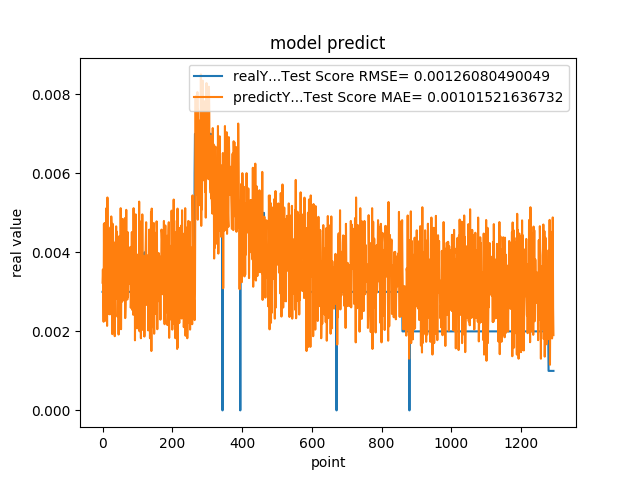 model predict
realY...Test Score RMSE= 0.00126080490049
predictY...Test Score MAE= 0.00101521636732
real value
0.008
0.006
0.004
0.002
0.000
0 200 400 600 800 1000 1200
point